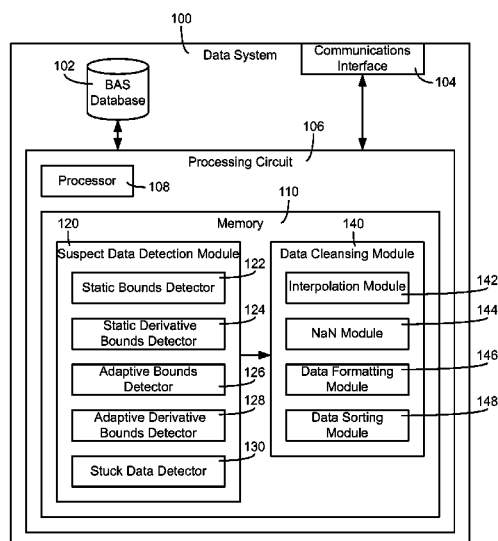 100
Data System
Communications
Interface
102
BAS
Database
104
106
Processing Circuit
Processor
108
110
Memory
120
Suspect Data Detection Module
122
Static Bounds Detector
124
Static Derivative
Bounds Detector
Adaptive Bounds
Detector
126
128
Adaptive Derivative
Bounds Detector
130
Stuck Data Detector
140
Data Cleansing Module
Interpolation Module
142
144
NaN Module
146
Data Formatting
Module
148
Data Sorting
Module